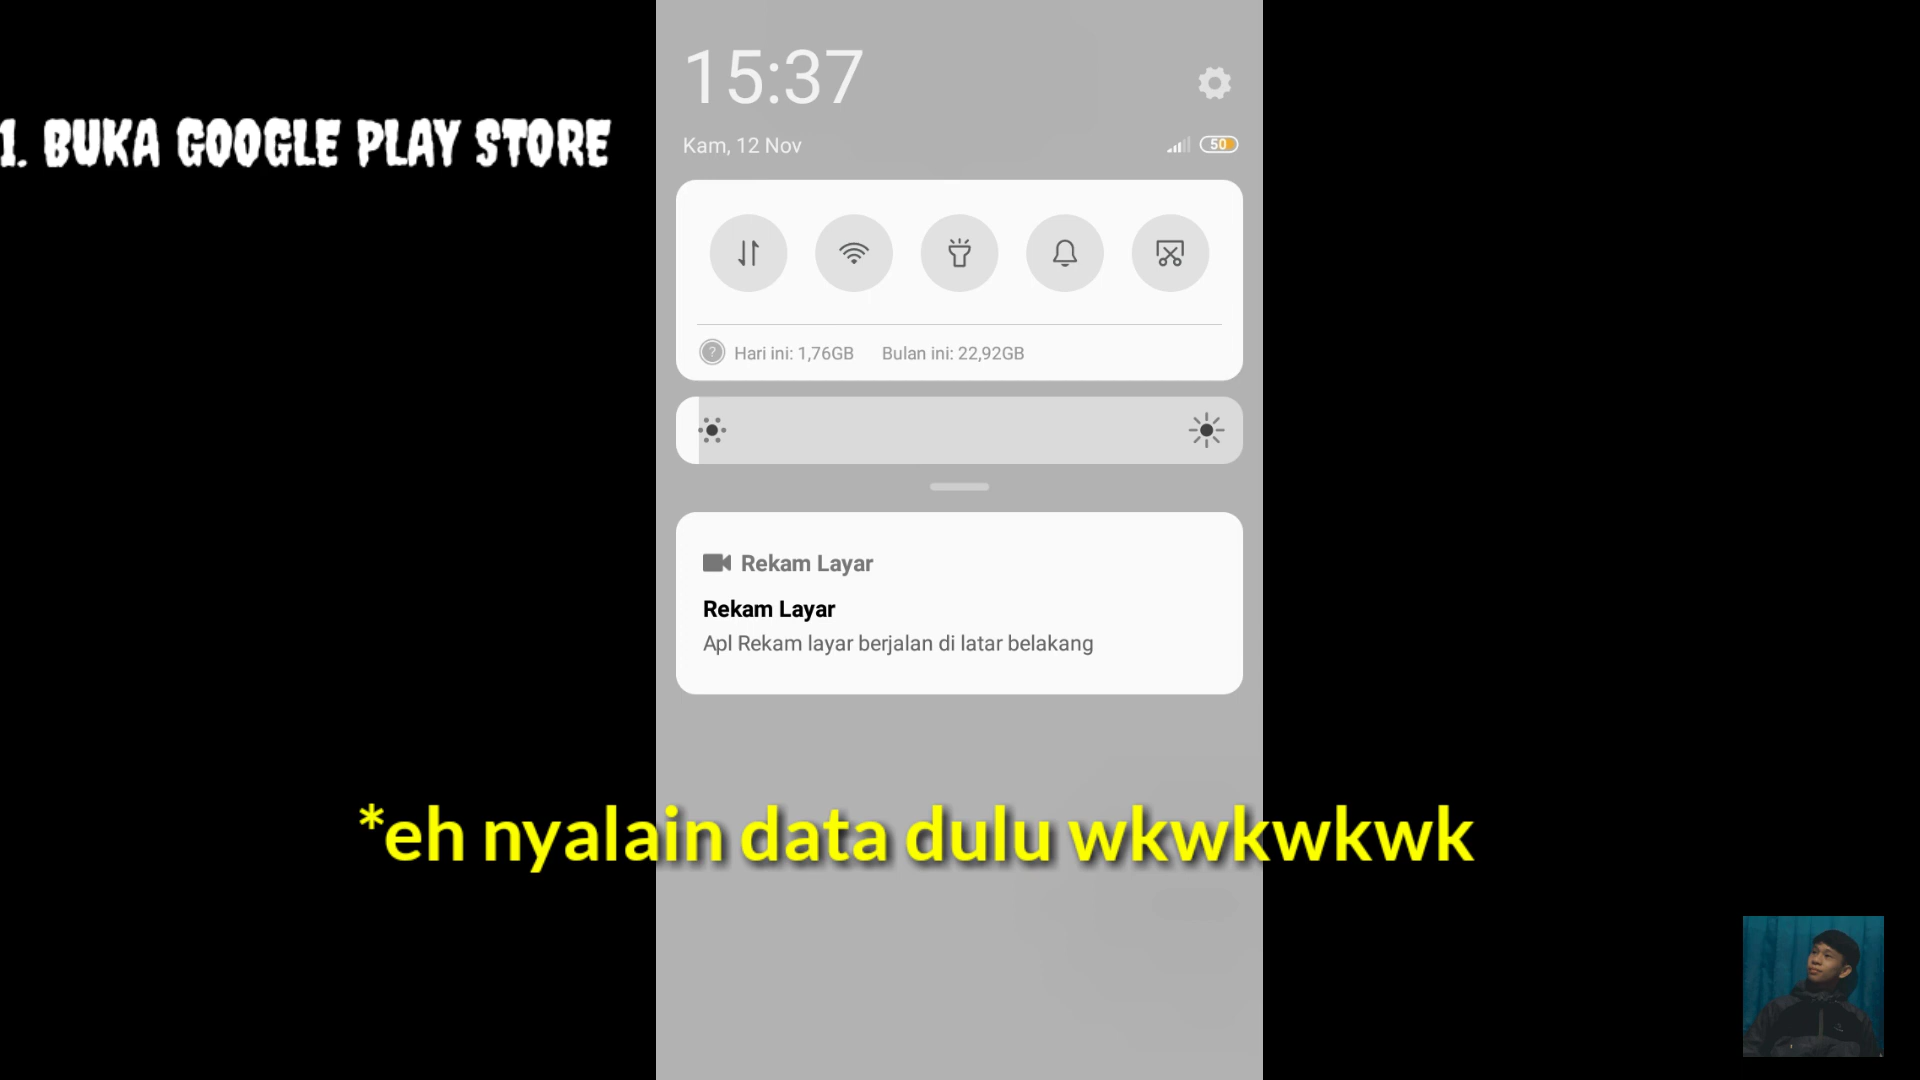 15:37
Kam, 12 Nov
50
1. BUKA GOOGLE PLAY STORE
Hari ini: 1,76GB Bulan ini: 22,92GB
Rekam Layar
Rekam Layar
Apl Rekam layar berjalan di latar belakang
*eh nyalain data dulu wkwkwkwk